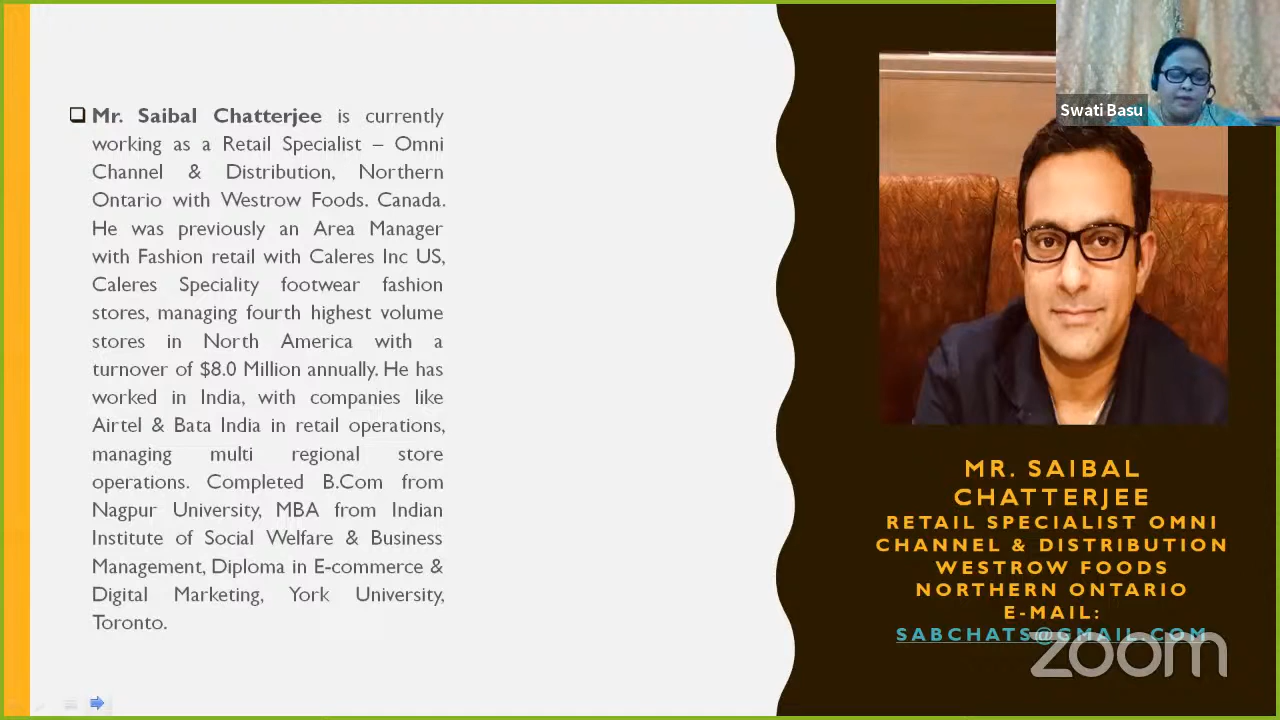 Mr. Saibal Chatterjee is currently
working as a Retail Specialist – Omni
Channel & Distribution, Northern
Ontario with Westrow Foods. Canada.
He was previously an Area Manager
with Fashion retail with Caleres Inc US,
Caleres Speciality footwear fashion
stores, managing fourth highest volume
stores in North America with a
turnover of $8.0 Million annually. He has
worked in India, with companies like
Airtel & Bata India in retail operations,
managing multi regional store
operations. Completed B.Com from
Nagpur University, MBA from Indian
Institute of Social Welfare & Business
Management, Diploma in E-commerce &
Digital Marketing, York University,
Toronto.
Swati Basu
MR. SAIBAL
CHATTERJEE
RETAIL SPECIALIST OMNI
CHANNEL & DISTRIBUTION
WESTROW FOODS
NORTHERN ONTARIO
E-MAIL:
SABCHATS@GMAIL.COM
zoom